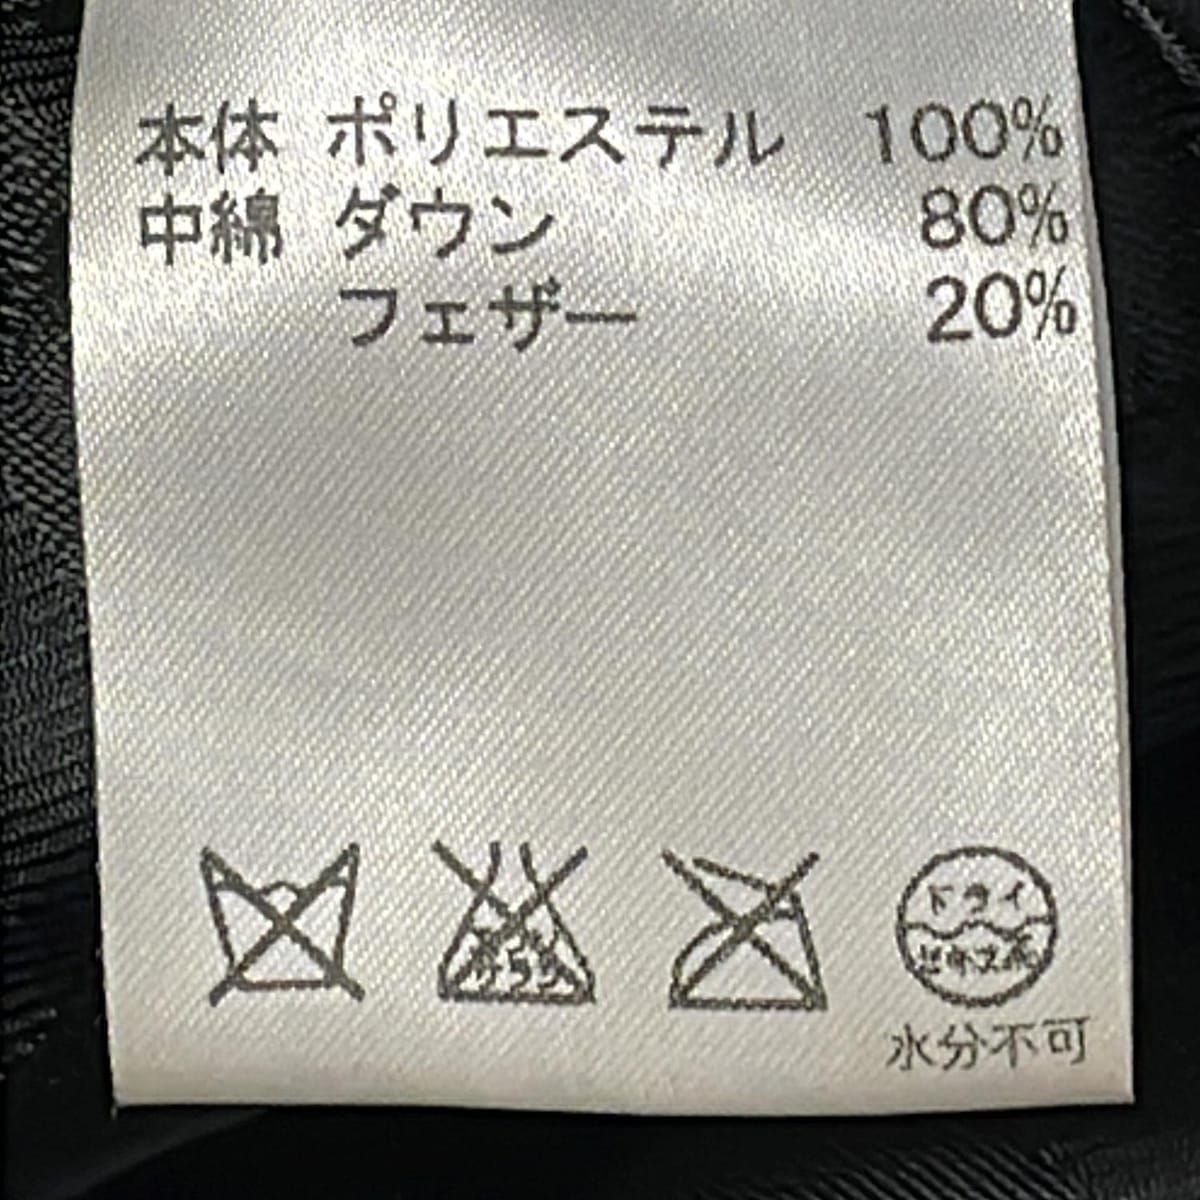 本体 ポリエステル 100%
中綿 ダウン 80%
フェザー 20%
ドライ
水分不可